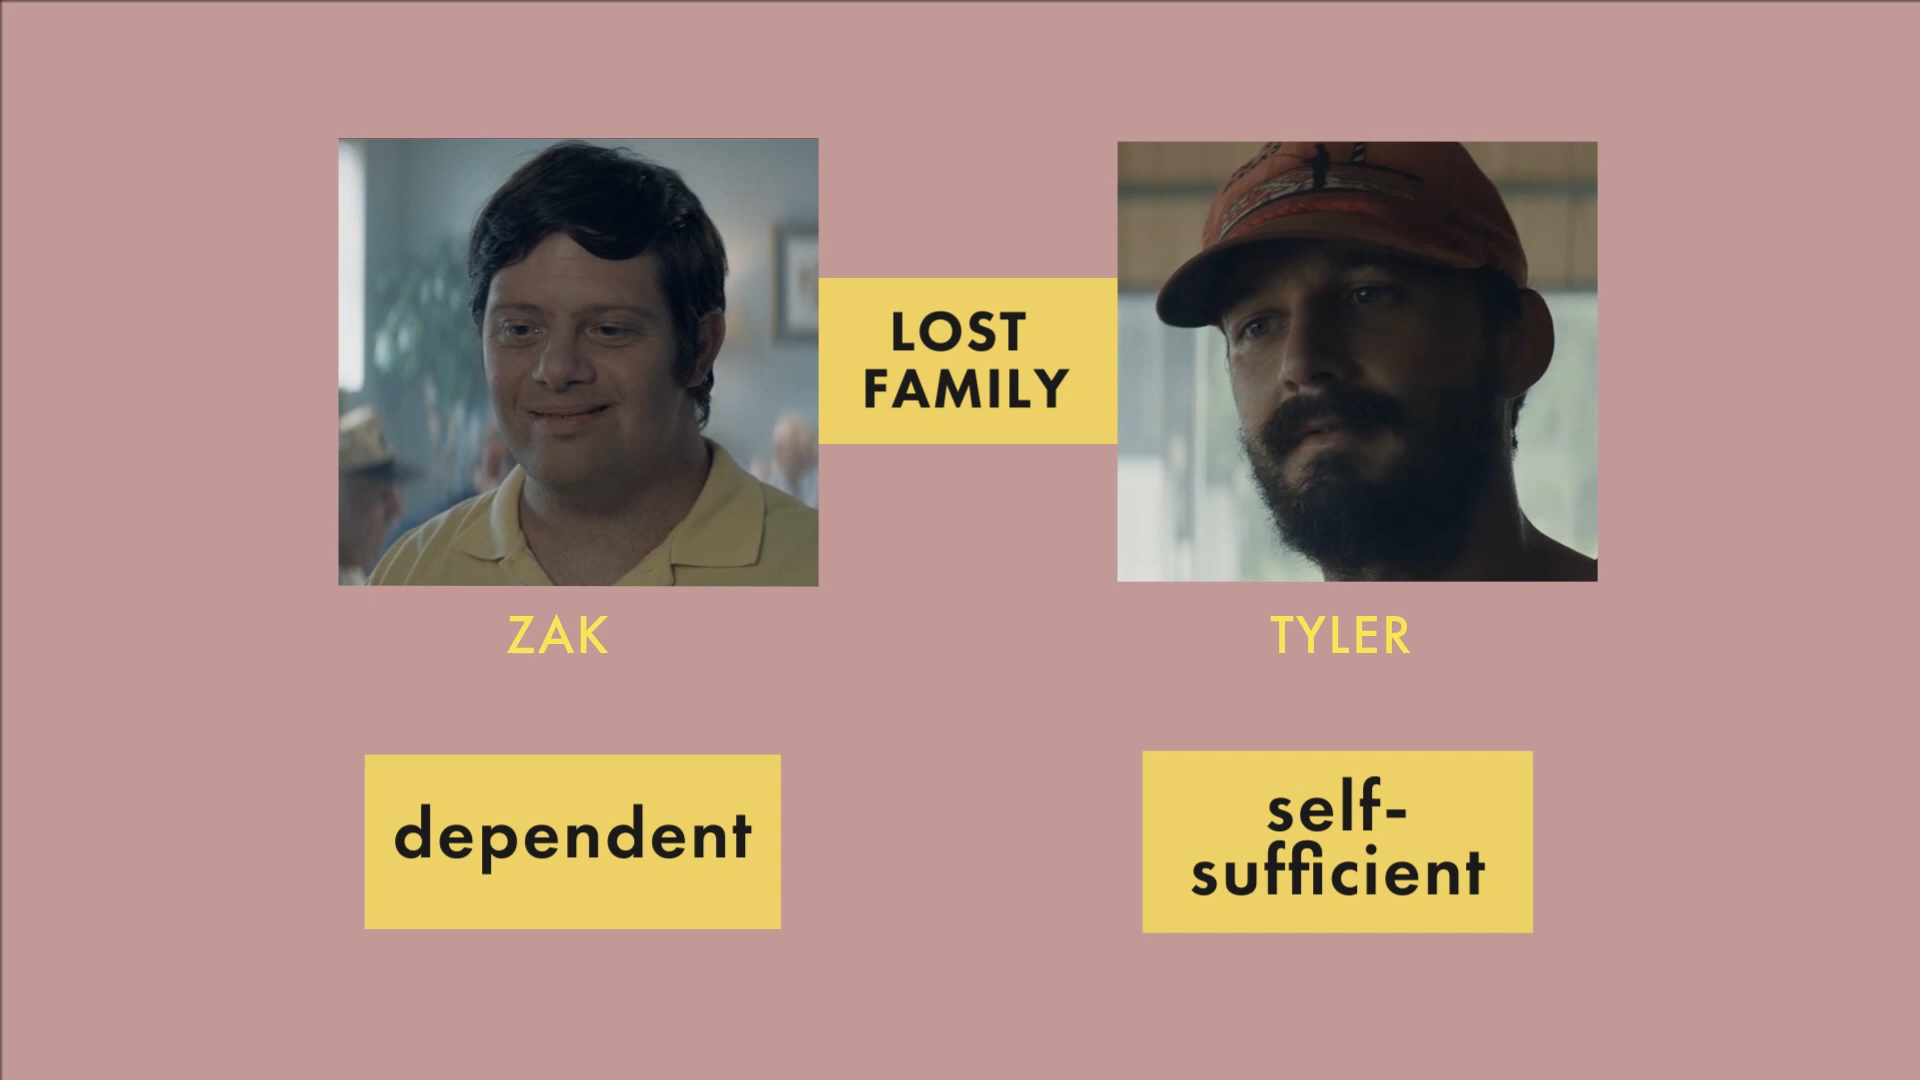 LOST
FAMILY
ZAK
TYLER
dependent
self-
sufficient